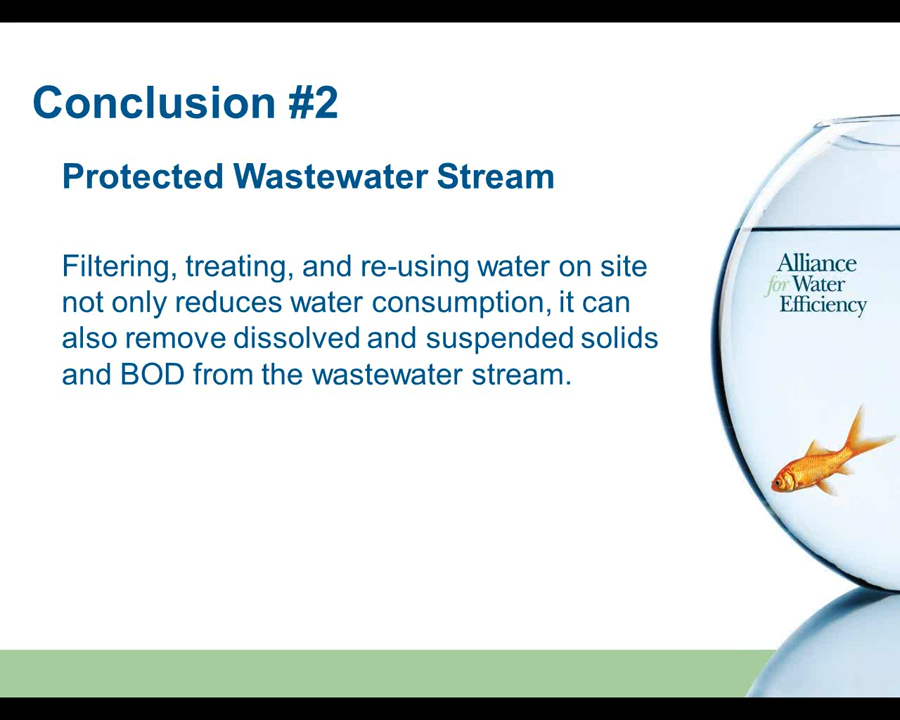 Conclusion #2
Protected Wastewater Stream
Filtering, treating, and re-using water on site
not only reduces water consumption, it can
also remove dissolved and suspended solids
and BOD from the wastewater stream.
Alliance
for Water
Efficiency